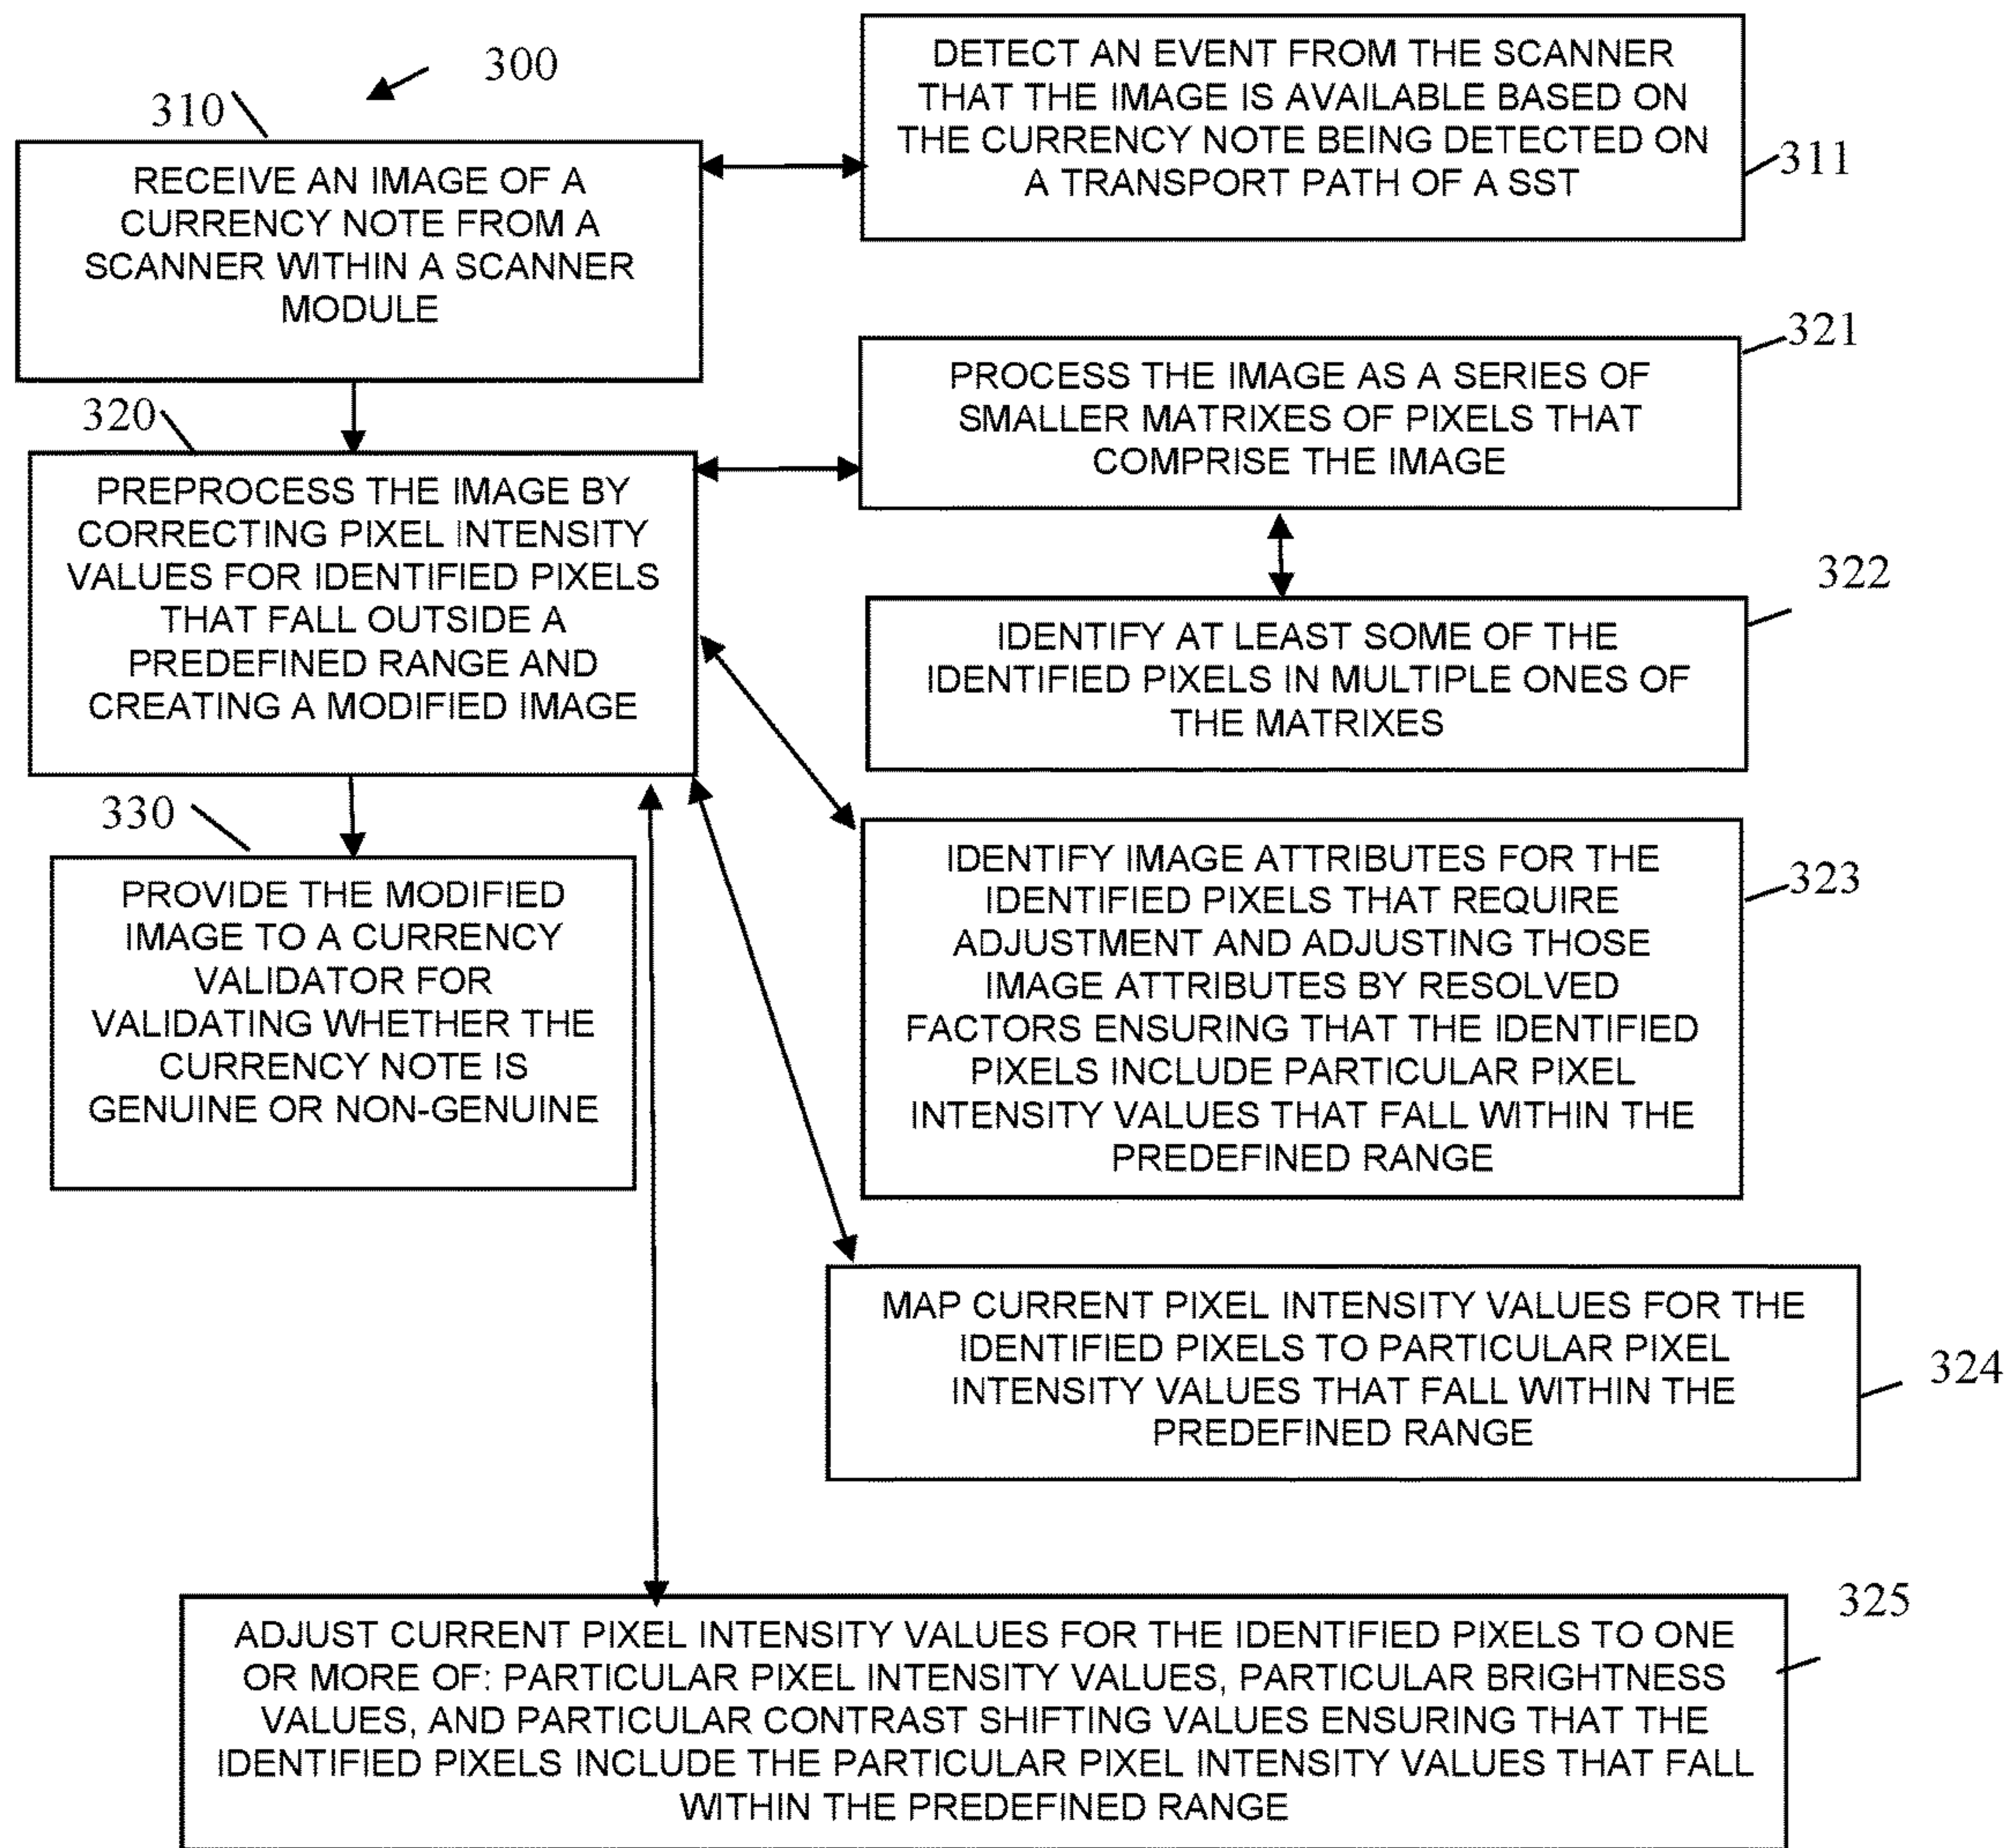 300
310
RECEIVE AN IMAGE OF A
CURRENCY NOTE FROM A
SCANNER WITHIN A SCANNER
MODULE
DETECT AN EVENT FROM THE SCANNER
THAT THE IMAGE IS AVAILABLE BASED ON
THE CURRENCY NOTE BEING DETECTED ON
A TRANSPORT PATH OF A SST
311
320
PREPROCESS THE IMAGE BY
CORRECTING PIXEL INTENSITY
VALUES FOR IDENTIFIED PIXELS
THAT FALL OUTSIDE A
PREDEFINED RANGE AND
CREATING A MODIFIED IMAGE
321
PROCESS THE IMAGE AS A SERIES OF
SMALLER MATRIXES OF PIXELS THAT
COMPRISE THE IMAGE
322
IDENTIFY AT LEAST SOME OF THE
IDENTIFIED PIXELS IN MULTIPLE ONES OF
THE MATRIXES
330
PROVIDE THE MODIFIED
IMAGE TO A CURRENCY
VALIDATOR FOR
VALIDATING WHETHER THE
CURRENCY NOTE IS
GENUINE OR NON-GENUINE
IDENTIFY IMAGE ATTRIBUTES FOR THE
IDENTIFIED PIXELS THAT REQUIRE
ADJUSTMENT AND ADJUSTING THOSE
IMAGE ATTRIBUTES BY RESOLVED
FACTORS ENSURING THAT THE IDENTIFIED
PIXELS INCLUDE PARTICULAR PIXEL
INTENSITY VALUES THAT FALL WITHIN THE
PREDEFINED RANGE
323
MAP CURRENT PIXEL INTENSITY VALUES FOR THE
IDENTIFIED PIXELS TO PARTICULAR PIXEL
INTENSITY VALUES THAT FALL WITHIN THE
PREDEFINED RANGE
324
325
ADJUST CURRENT PIXEL INTENSITY VALUES FOR THE IDENTIFIED PIXELS TO ONE
OR MORE OF: PARTICULAR PIXEL INTENSITY VALUES, PARTICULAR BRIGHTNESS
VALUES, AND PARTICULAR CONTRAST SHIFTING VALUES ENSURING THAT THE
IDENTIFIED PIXELS INCLUDE THE PARTICULAR PIXEL INTENSITY VALUES THAT FALL
WITHIN THE PREDEFINED RANGE